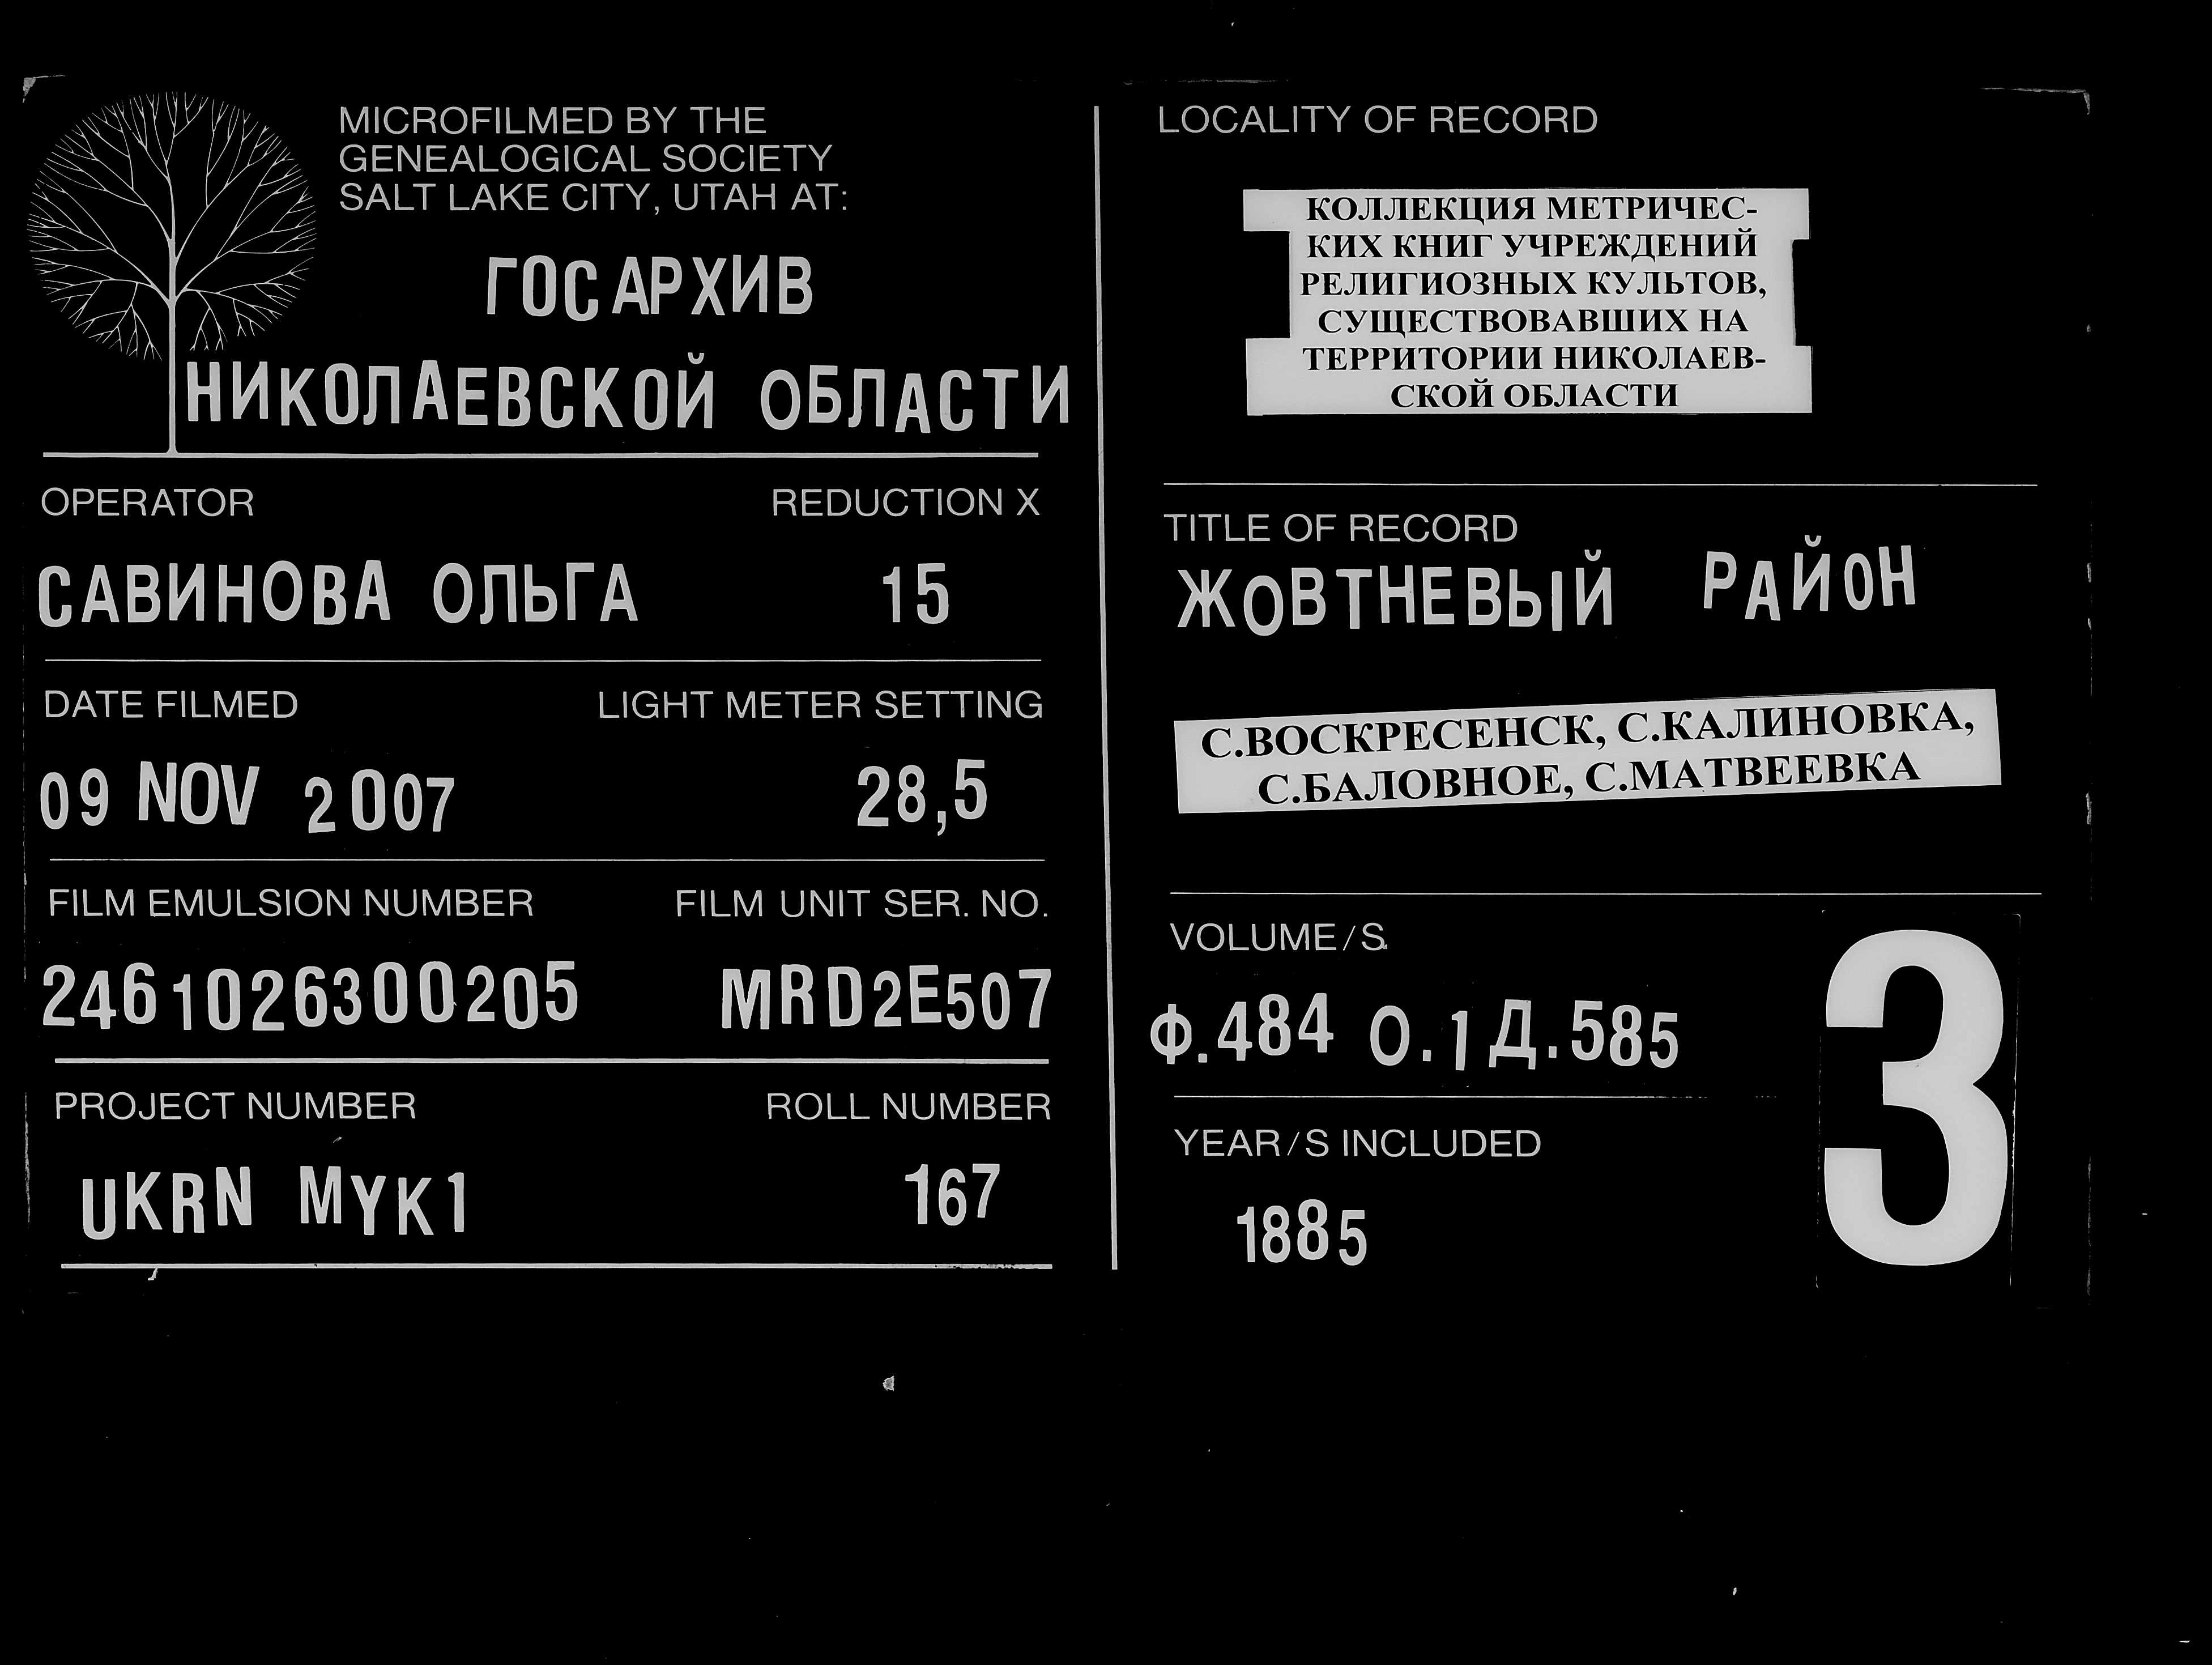 MICROFILMED BY THE
GENEALOGICAL SOCIETY
SALT LAKE CITY, UTAH AT:
ГОСАРХИВ
НИКОЛАЕВСКОЙ ОБЛАСТИ
OPERATOR REDUCTION X
САВИНОВА ОЛЬГА 15
DATE FILMED LIGHT METER SETTING
09 NOV 2007 28,5
FILM EMULSION NUMBER FILM UNIT SER. NO.
2461026300205 MRD2E507
PROJECT NUMBER ROLL NUMBER
UKRN MYK1 167
LOCALITY OF RECORD
КОЛЛЕКЦИЯ МЕТРИЧЕС-
КИХ КНИГ УЧРЕЖДЕНИЙ
РЕЛИГИОЗНЫХ КУЛЬТОВ,
СУЩЕСТВОВАВШИХ НА
ТЕРРИТОРИИ НИКОЛАЕВ-
СКОЙ ОБЛАСТИ
TITLE OF RECORD
ЖОВТНЕВЫЙ РАЙОН
С.ВОСКРЕСЕНСК, С.КАЛИНОВКА,
С.БАЛОВНОЕ, С.МАТВЕЕВКА
VOLUME/S
Ф.484 О.1 Д.585
YEAR/S INCLUDED
1885
3